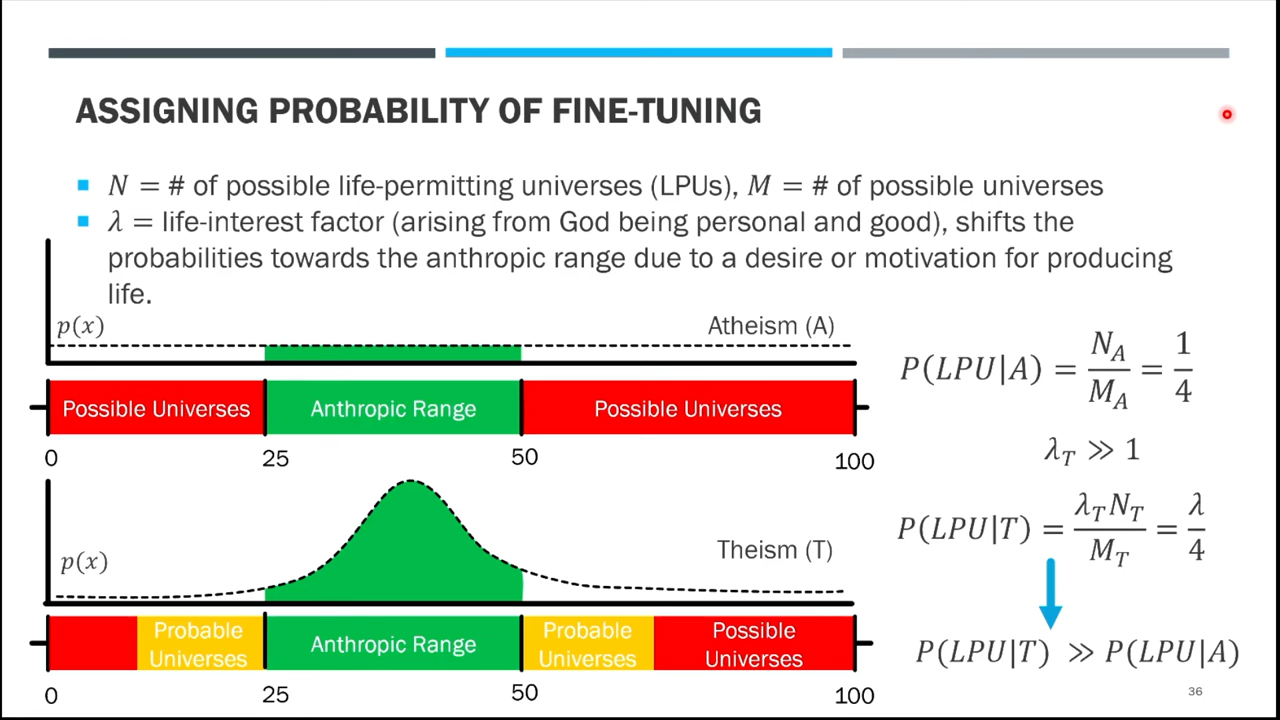 ASSIGNING PROBABILITY OF FINE-TUNING
N = # of possible life-permitting universes (LPUs), M = # of possible universes
λ = life-interest factor (arising from God being personal and good), shifts the
probabilities towards the anthropic range due to a desire or motivation for producing
life.
p(x)
Atheism (A)
Possible Universes
Anthropic Range
Possible Universes
0
25
50
100
P(LPU|A) = N_A/M_A = 1/4
λ_T ≫ 1
P(LPU|T) = λ_T N_T/M_T = λ/4
p(x)
Theism (T)
Probable
Universes
Anthropic Range
Probable
Universes
Possible
Universes
0
25
50
100
P(LPU|T) ≫ P(LPU|A)
36